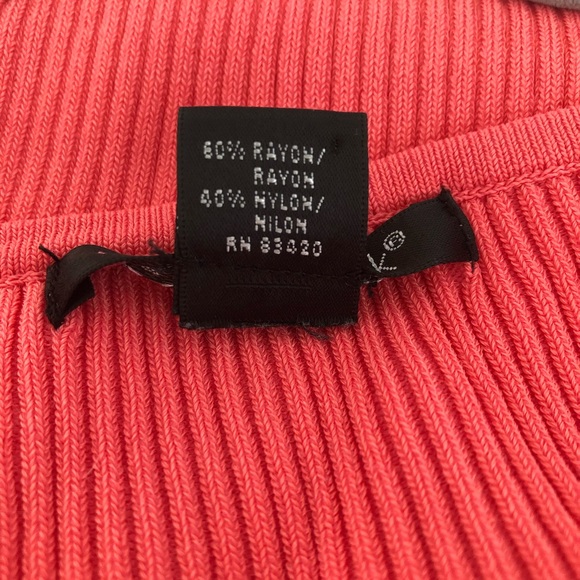 60% RAYON/
RAYON
40% NYLON/
NILON
RN 83420
K®